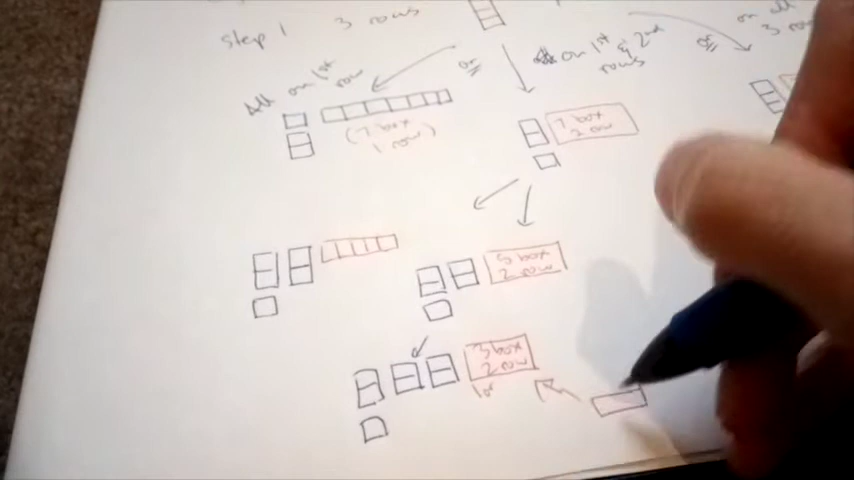 Step 1 3 rows
All on 1st row
or
on 1st & 2nd rows
or
on all 3 rows
(7 box 1 row)
7 box 2 row
5 box 2 row
3 box 2 row